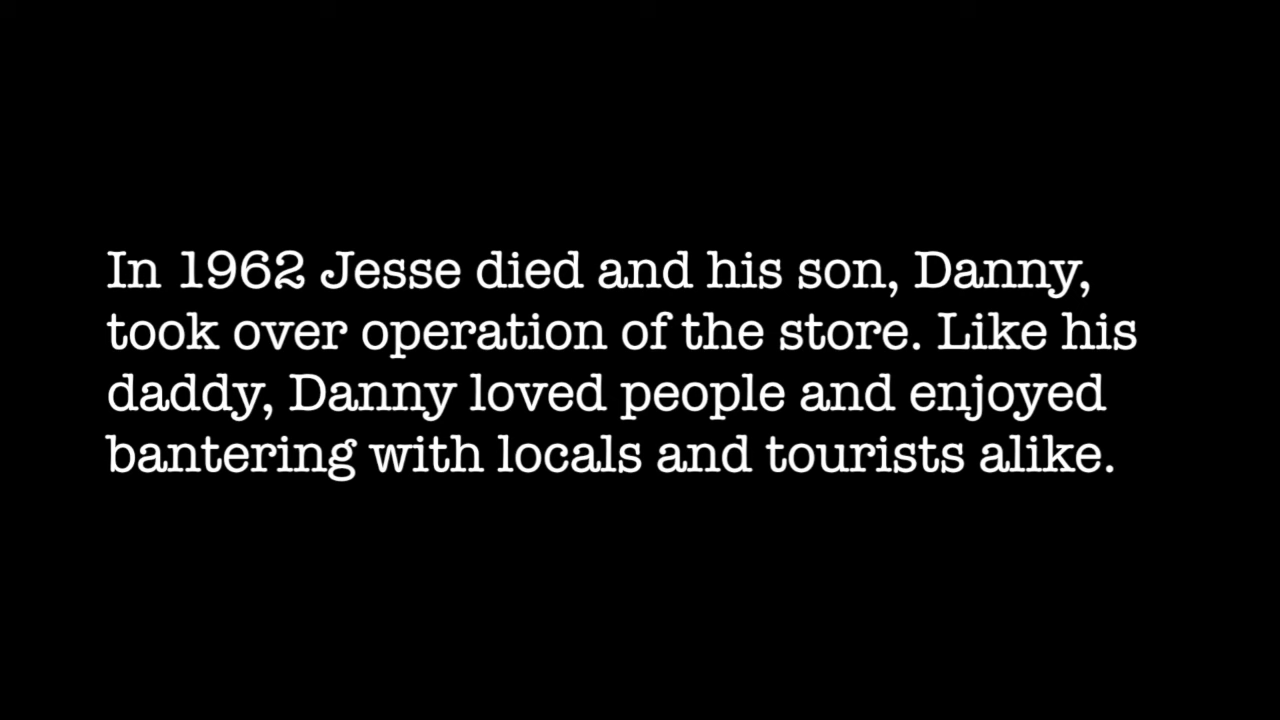 In 1962 Jesse died and his son, Danny,
took over operation of the store. Like his
daddy, Danny loved people and enjoyed
bantering with locals and tourists alike.